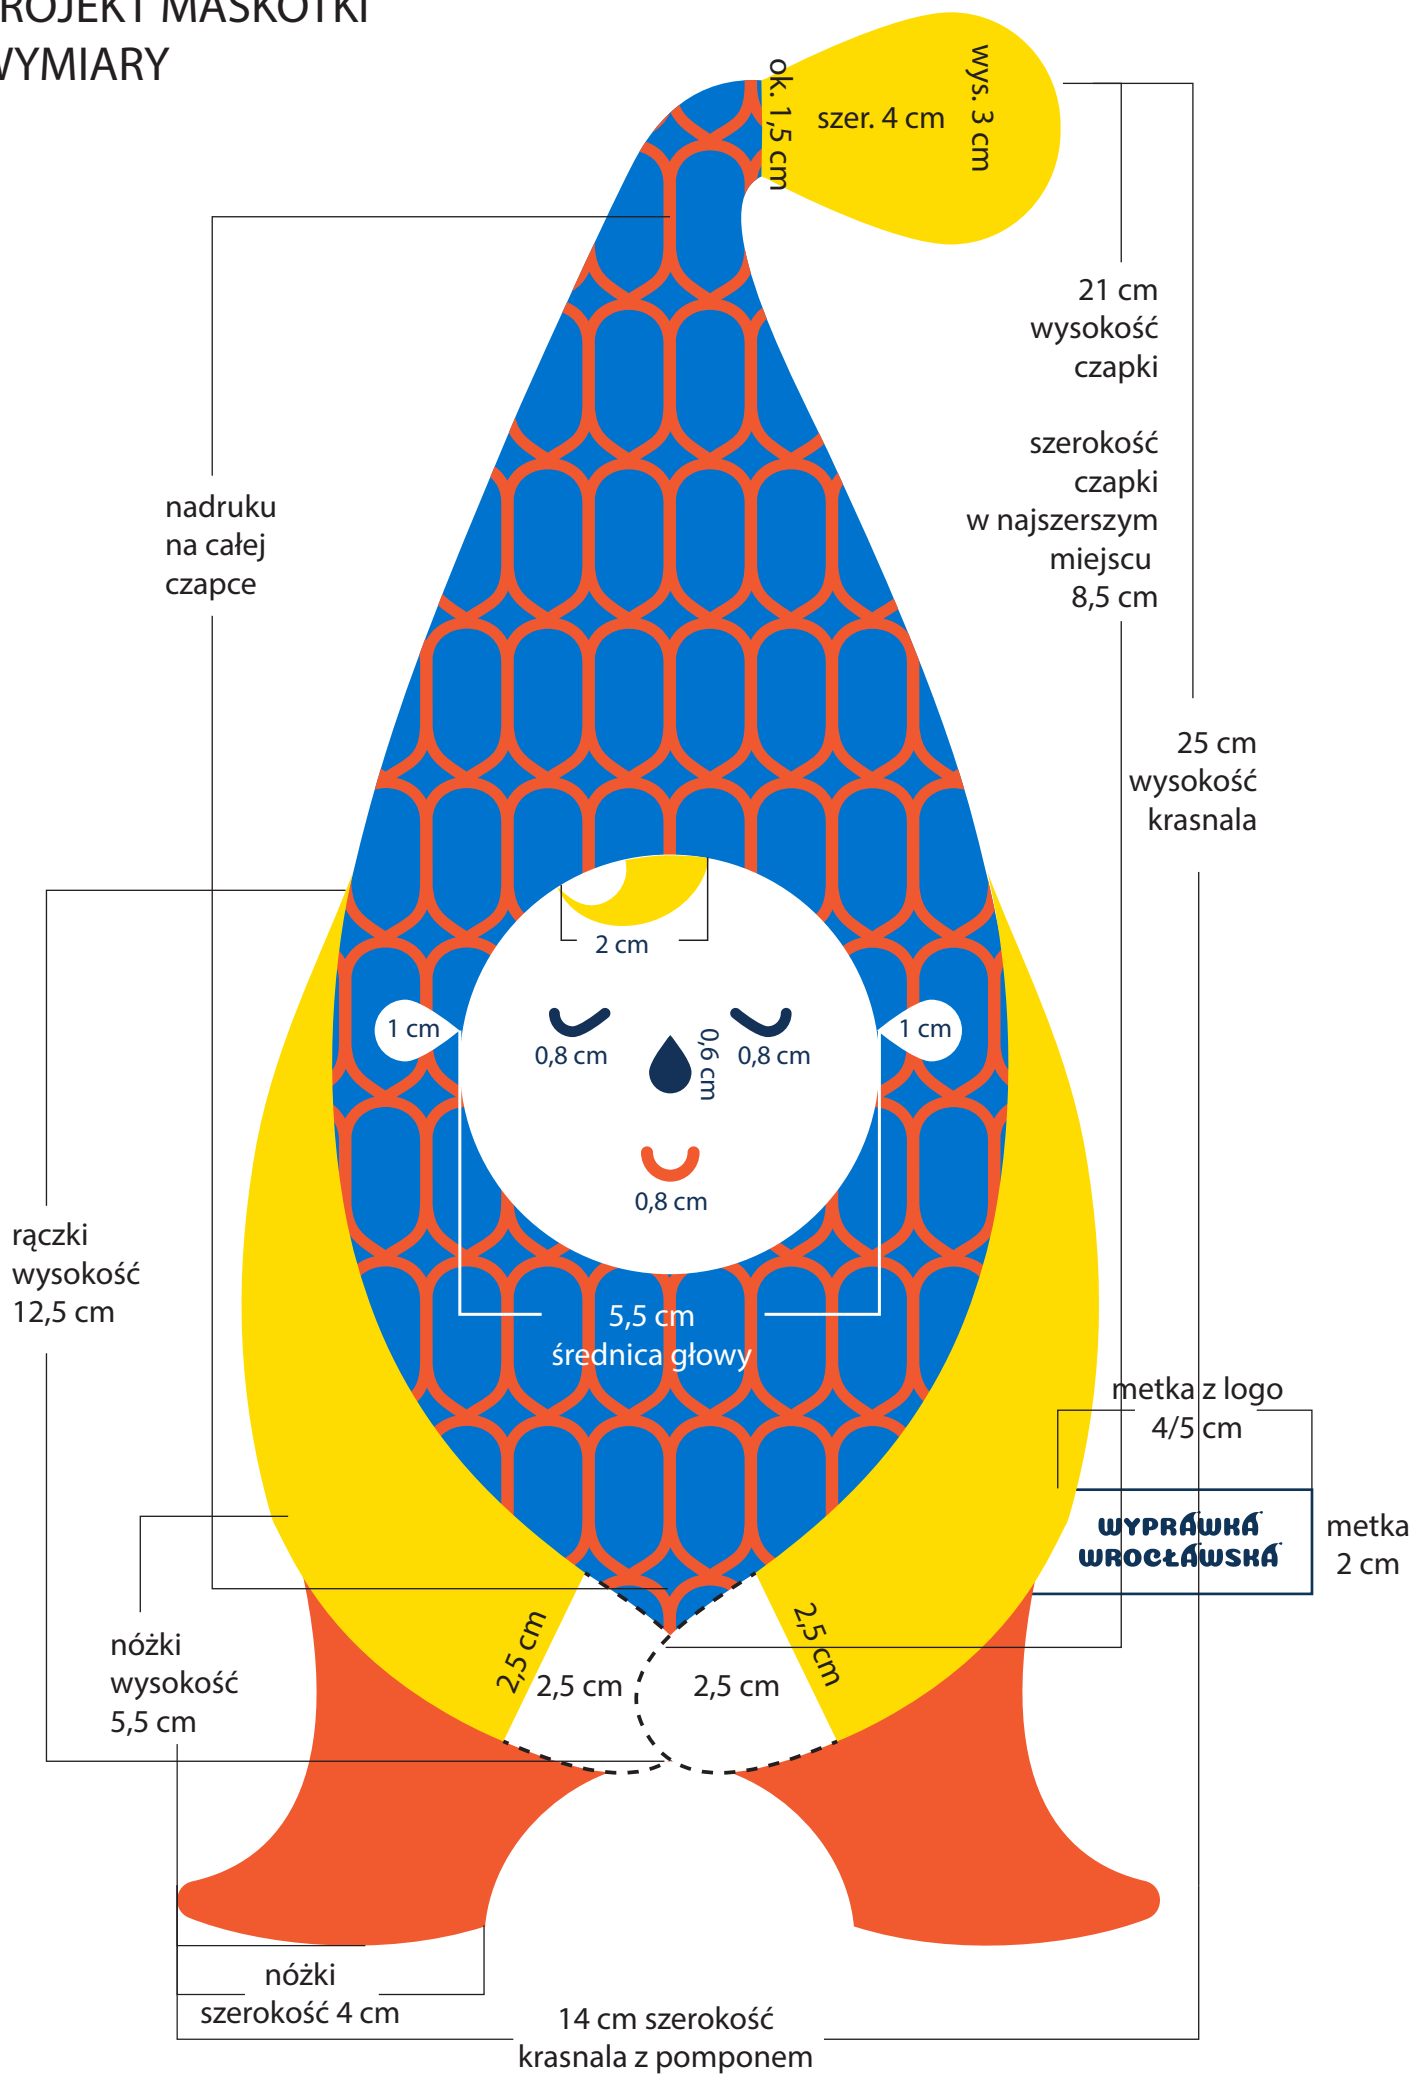 ROJEKT MASKOTKI
WYMIARY
ok. 1,5 cm
szer. 4 cm
wys. 3 cm
21 cm
wysokość
czapki
szerokość
czapki
w najszerszym
miejscu
8,5 cm
nadruku
na całej
czapce
25 cm
wysokość
krasnala
2 cm
1 cm
0,8 cm
0,6 cm
0,8 cm
1 cm
0,8 cm
rączki
wysokość
12,5 cm
5,5 cm
średnica głowy
metka z logo
4/5 cm
WYPRAWKA
WROCŁAWSKA
metka
2 cm
nóżki
wysokość
5,5 cm
2,5 cm
2,5 cm
2,5 cm
2,5 cm
nóżki
szerokość 4 cm
14 cm szerokość
krasnala z pomponem